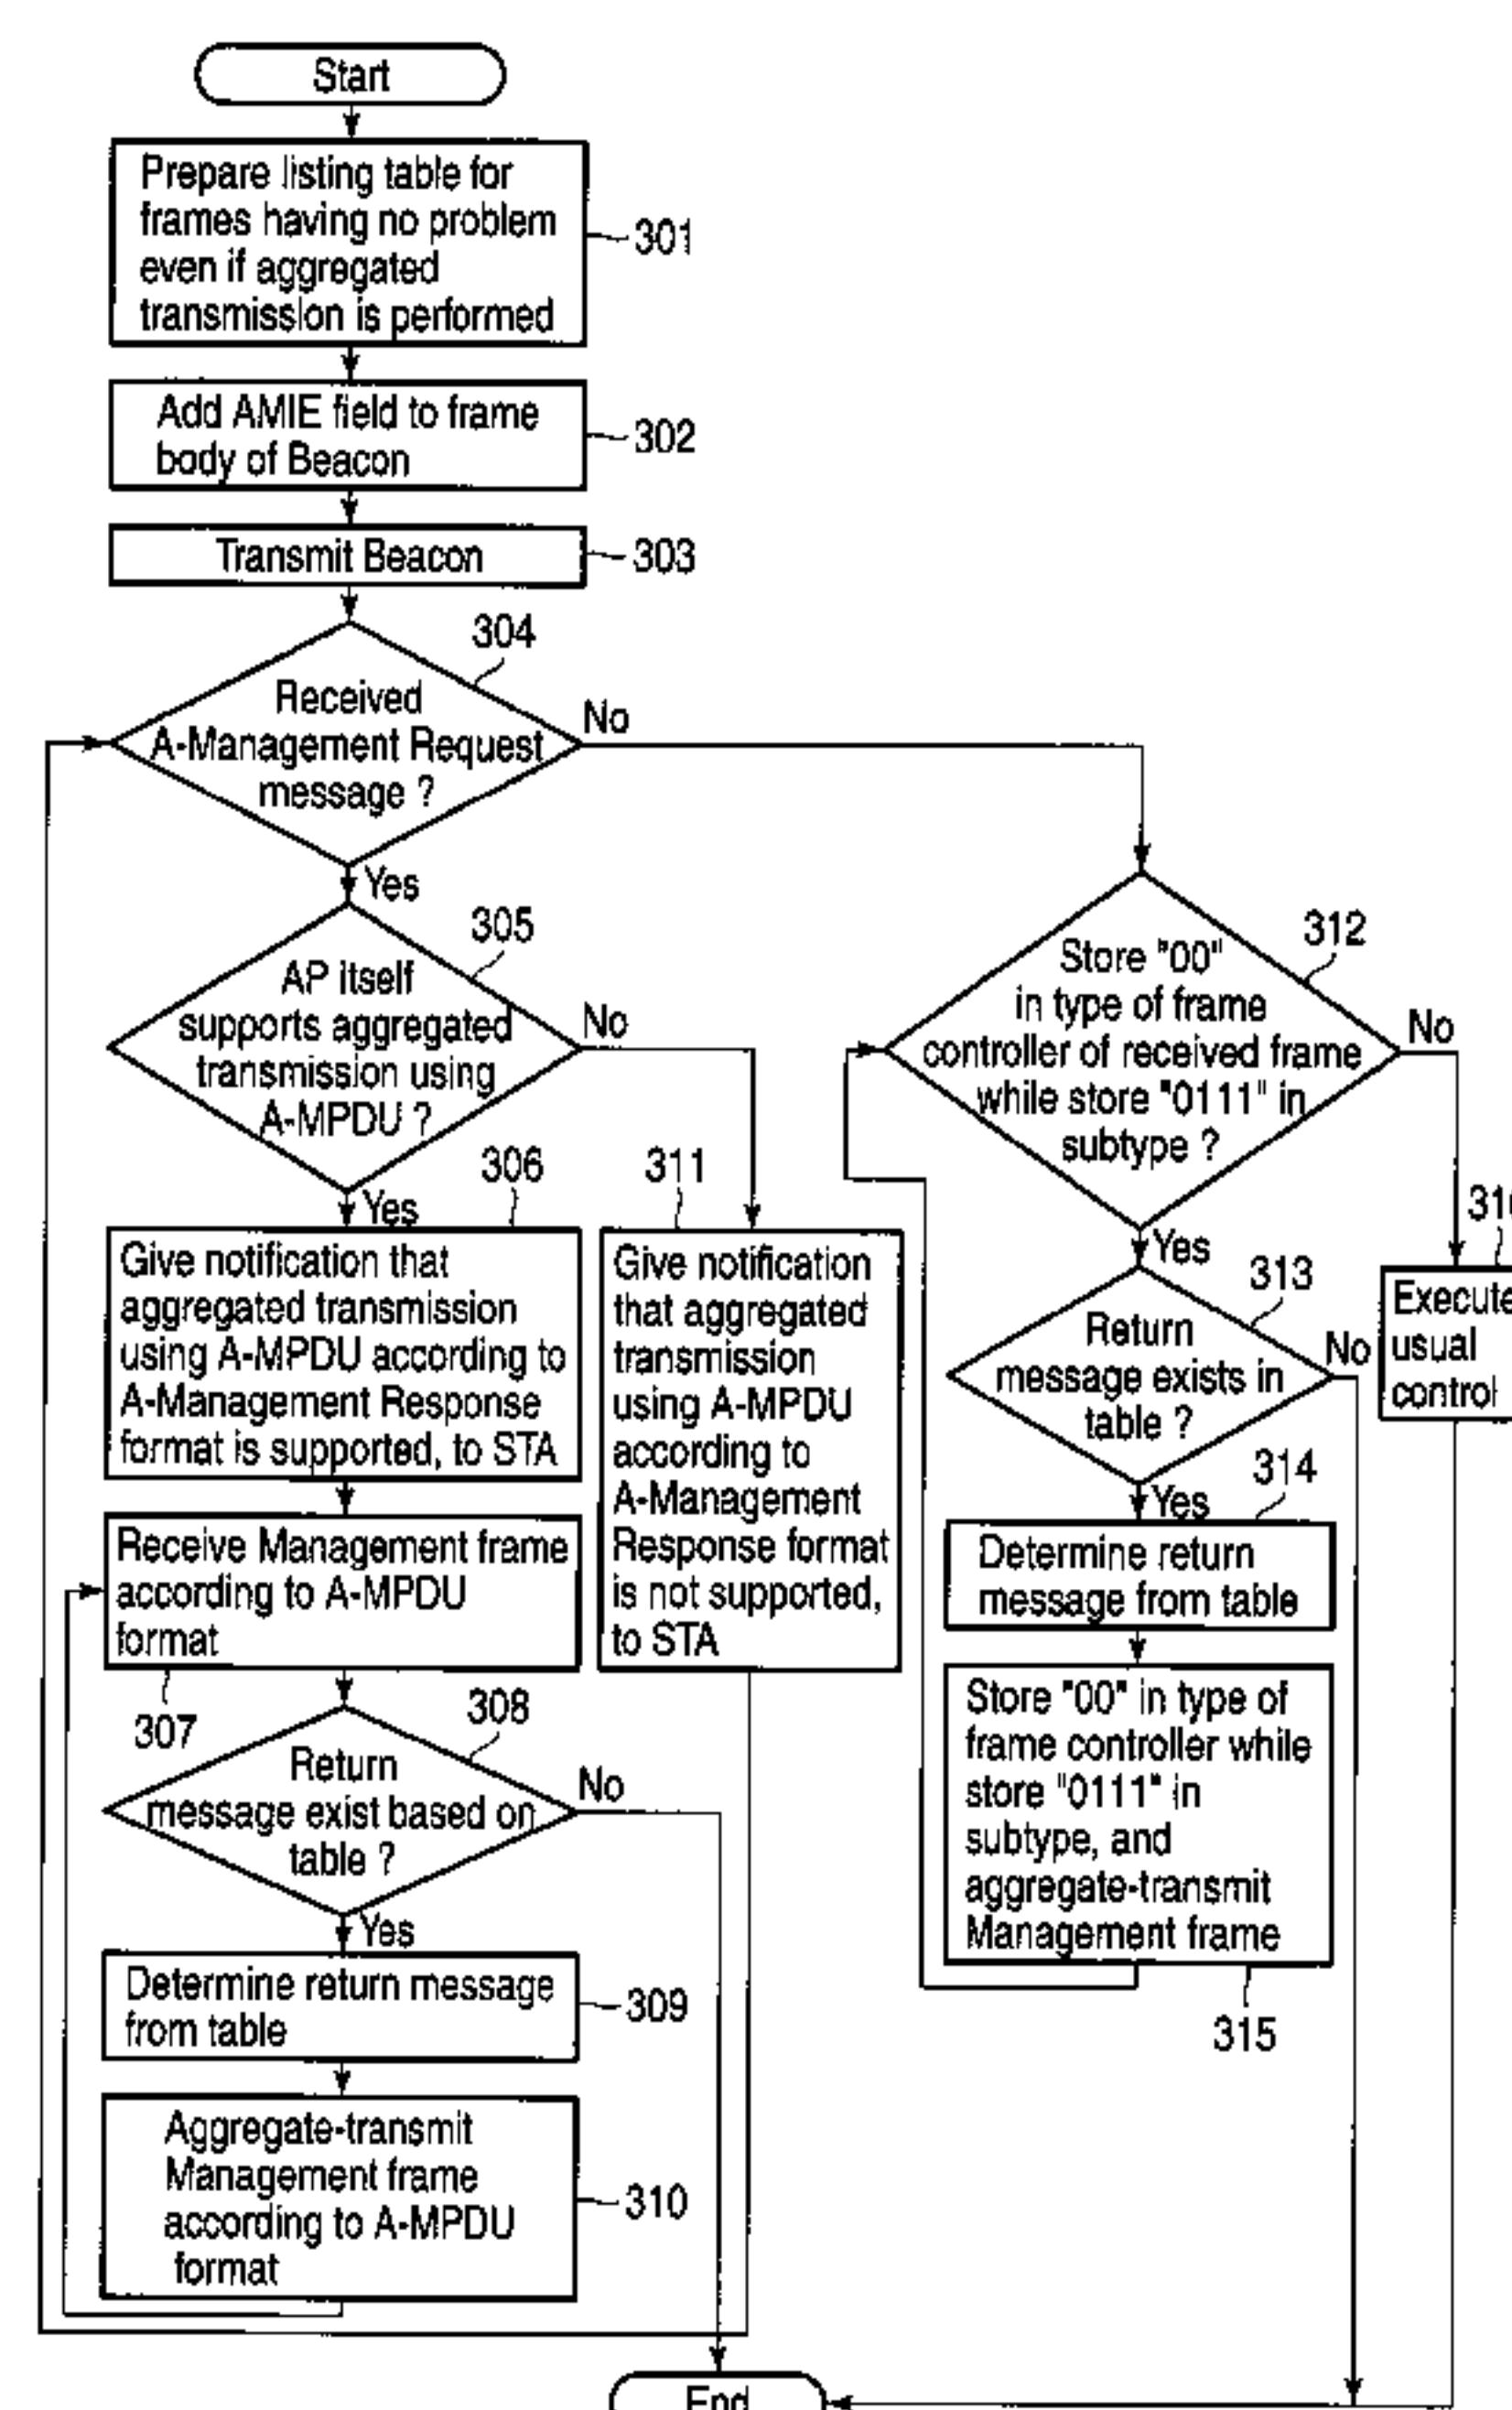 Start
Prepare listing table for
frames having no problem
even if aggregated
transmission is performed
301
Add AMIE field to frame
body of Beacon
302
Transmit Beacon
303
304
Received
A-Management Request
message ?
No
Yes
305
AP itself
supports aggregated
transmission using
A-MPDU ?
No
Yes
306
Give notification that
aggregated transmission
using A-MPDU according to
A-Management Response
format is supported, to STA
311
Give notification
that aggregated
transmission
using A-MPDU
according to
A-Management
Response format
is not supported,
to STA
Receive Management frame
according to A-MPDU
format
307
308
Return
message exist based on
table ?
No
Yes
Determine return message
from table
309
Aggregate-transmit
Management frame
according to A-MPDU
format
310
312
Store "00"
in type of frame
controller of received frame
while store "0111" in
subtype ?
No
Yes
Execute
usual
control
313
Return
message exists in
table ?
No
Yes
314
Determine return
message from table
Store "00" in type of
frame controller while
store "0111" in
subtype, and
aggregate-transmit
Management frame
315
End